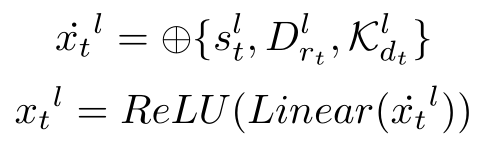 $\dot{x_t}^l = \oplus\{s_t^l, D_{r_t}^l, \mathcal{K}_{d_t}^l\}$
${x_t}^l = ReLU(Linear(\dot{x_t}^l))$